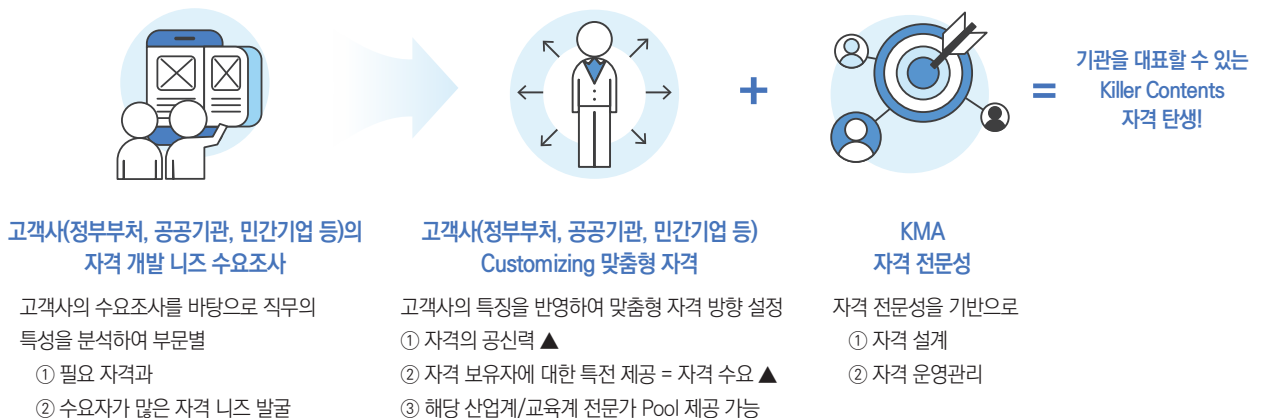 +
=
기관을 대표할 수 있는
Killer Contents
자격 탄생!
고객사(정부부처, 공공기관, 민간기업 등)의
자격 개발 니즈 수요조사
고객사의 수요조사를 바탕으로 직무의
특성을 분석하여 부문별
① 필요 자격과
② 수요자가 많은 자격 니즈 발굴
고객사(정부부처, 공공기관, 민간기업 등)
Customizing 맞춤형 자격
고객사의 특징을 반영하여 맞춤형 자격 방향 설정
① 자격의 공신력 ▲
② 자격 보유자에 대한 특전 제공 = 자격 수요 ▲
③ 해당 산업계/교육계 전문가 Pool 제공 가능
KMA
자격 전문성
자격 전문성을 기반으로
① 자격 설계
② 자격 운영관리